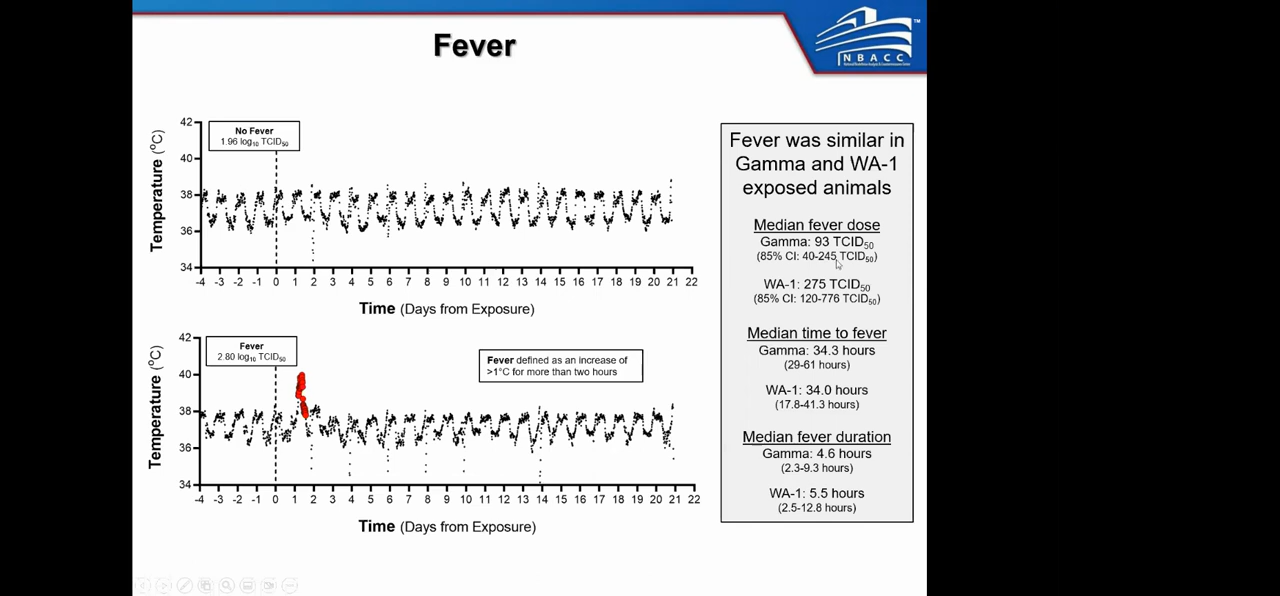 Fever
NBACC
TM
42
40
38
36
34
Temperature (°C)
No Fever
1.96 log10 TCID50
-4 -3 -2 -1 0 1 2 3 4 5 6 7 8 9 10 11 12 13 14 15 16 17 18 19 20 21 22
Time (Days from Exposure)
42
40
38
36
34
Temperature (°C)
Fever
2.80 log10 TCID50
Fever defined as an increase of
>1°C for more than two hours
-4 -3 -2 -1 0 1 2 3 4 5 6 7 8 9 10 11 12 13 14 15 16 17 18 19 20 21 22
Time (Days from Exposure)
Fever was similar in
Gamma and WA-1
exposed animals
Median fever dose
Gamma: 93 TCID50
(85% CI: 40-245 TCID50)
WA-1: 275 TCID50
(85% CI: 120-776 TCID50)
Median time to fever
Gamma: 34.3 hours
(29-61 hours)
WA-1: 34.0 hours
(17.8-41.3 hours)
Median fever duration
Gamma: 4.6 hours
(2.3-9.3 hours)
WA-1: 5.5 hours
(2.5-12.8 hours)